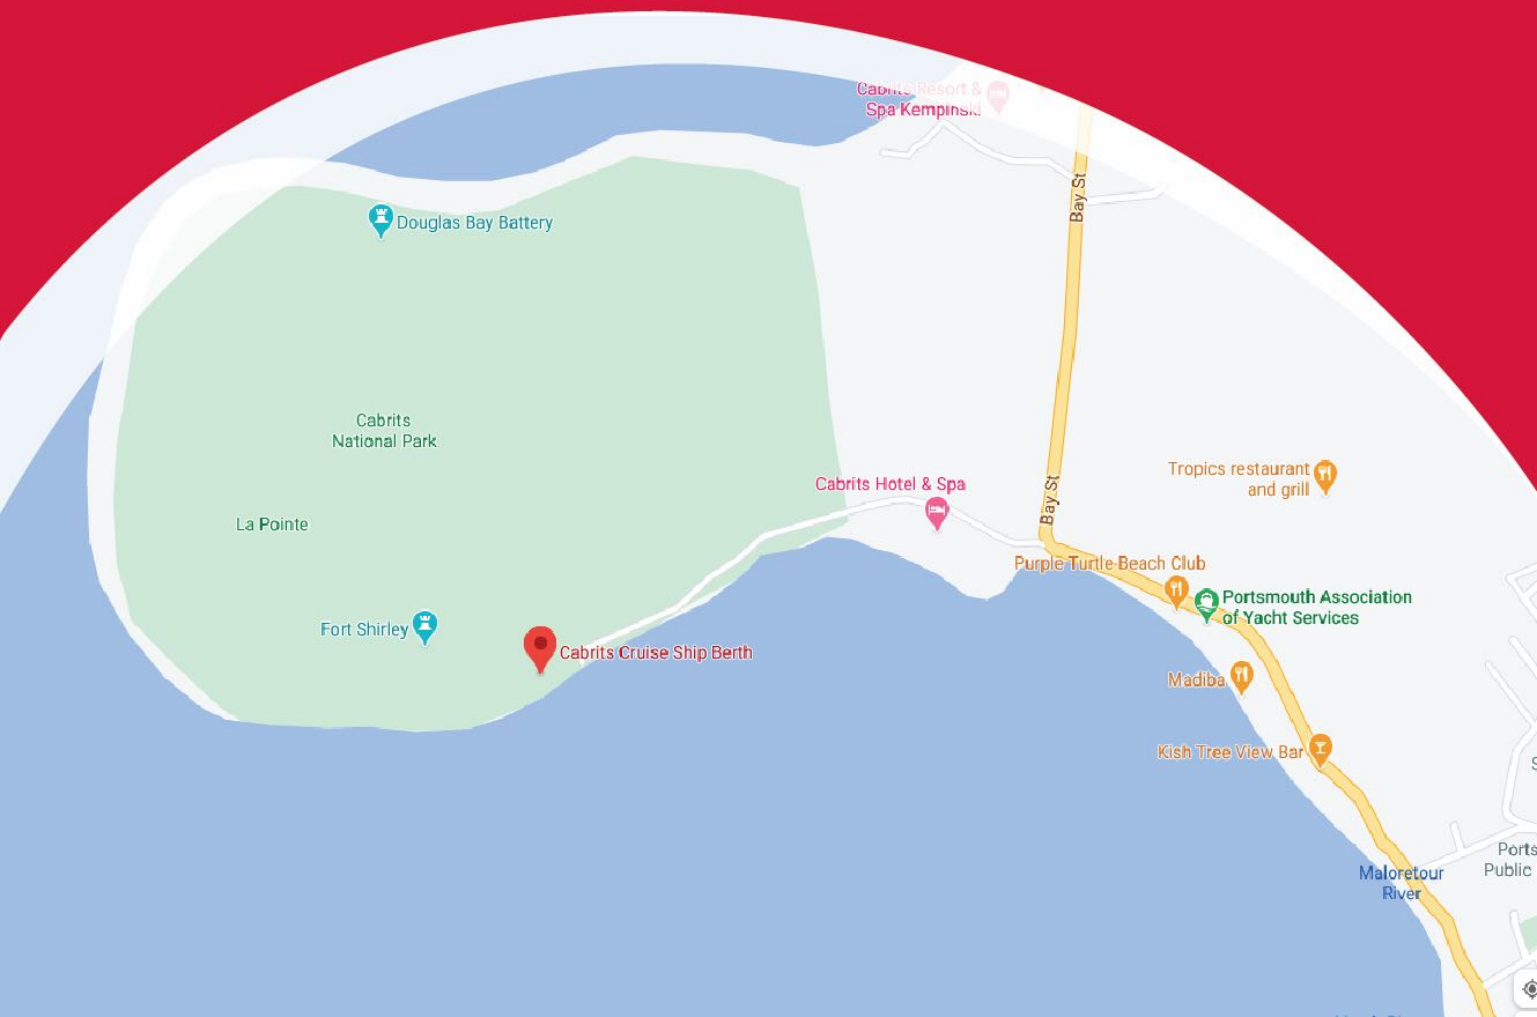 Cabrits Resort &
Spa Kempinski
Bay St
Douglas Bay Battery
Cabrits
National Park
Tropics restaurant
and grill
Cabrits Hotel & Spa
Bay St
La Pointe
Purple Turtle Beach Club
Portsmouth Association
of Yacht Services
Fort Shirley
Cabrits Cruise Ship Berth
Madiba
Kish Tree View Bar
S
Ports
Public
Maloretour
River